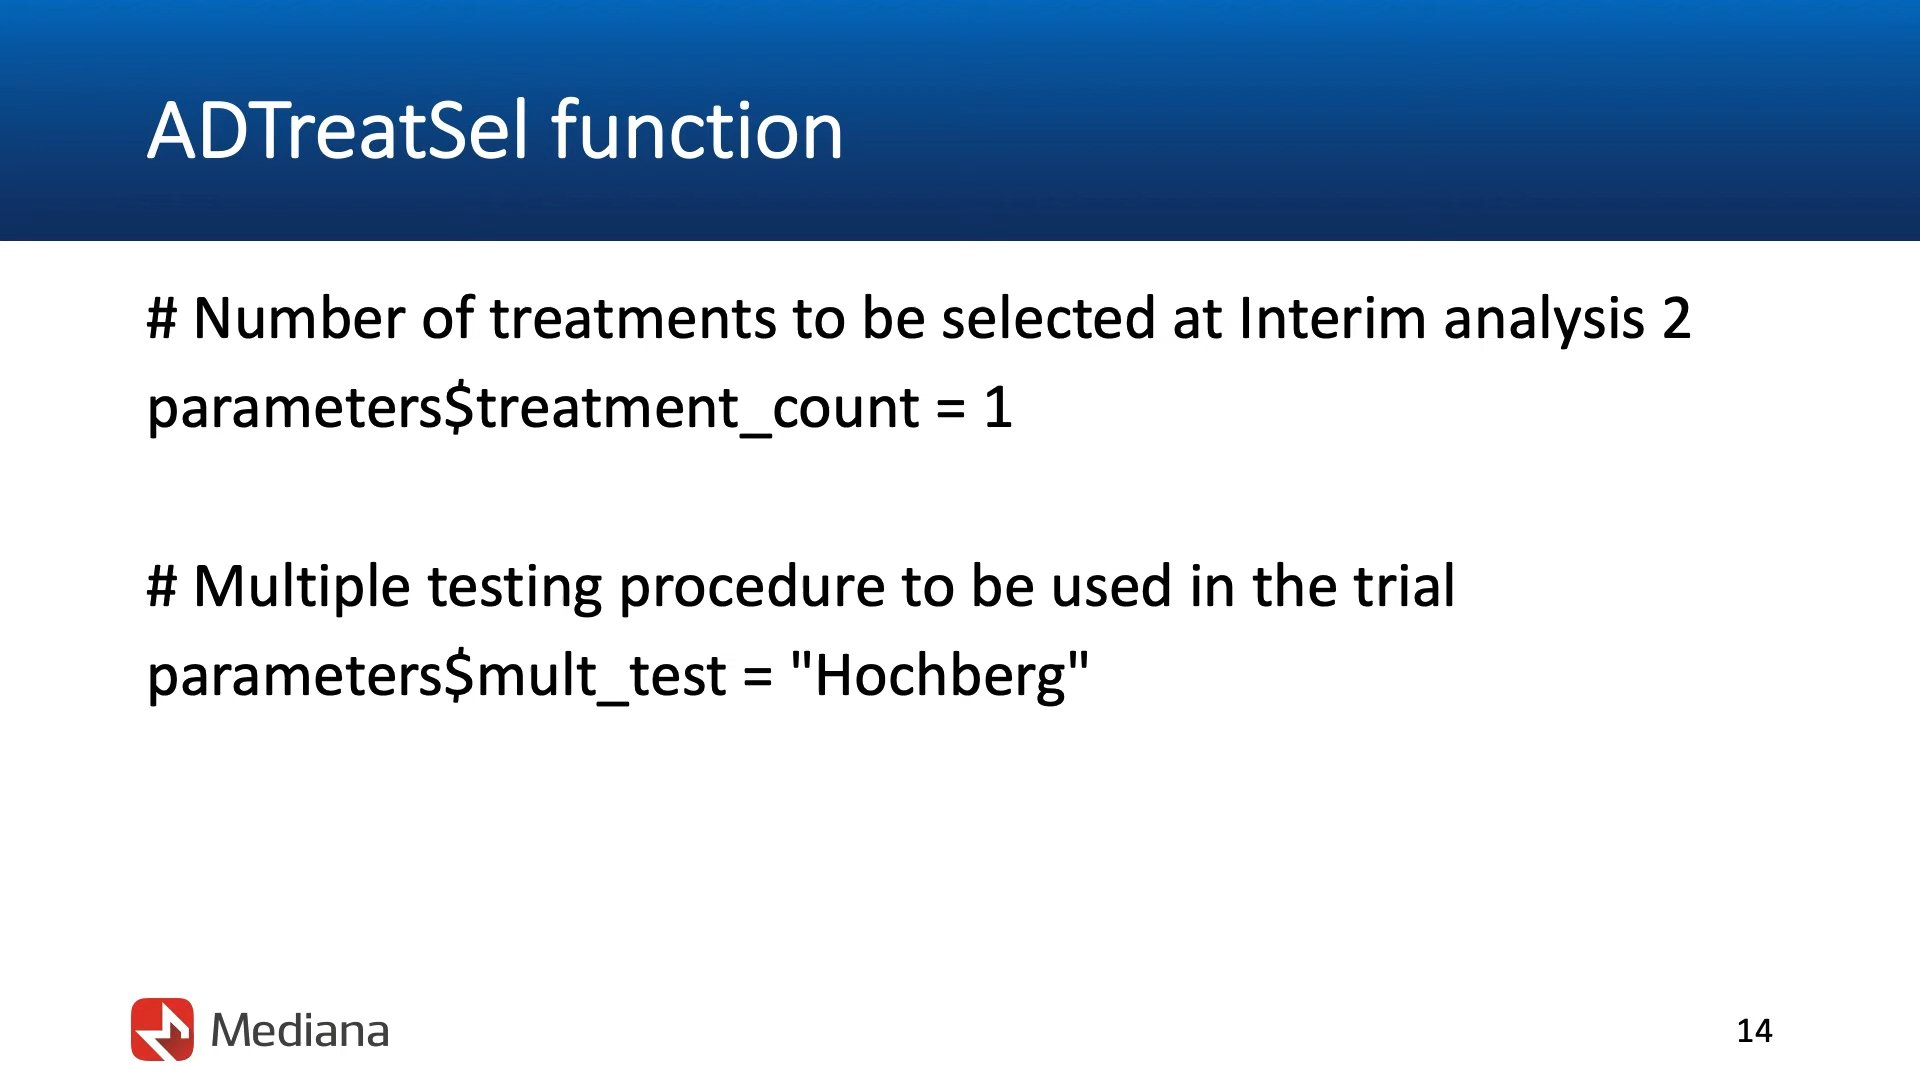 ADTreatSel function
# Number of treatments to be selected at Interim analysis 2
parameters$treatment_count = 1
# Multiple testing procedure to be used in the trial
parameters$mult_test = "Hochberg"
Mediana
14